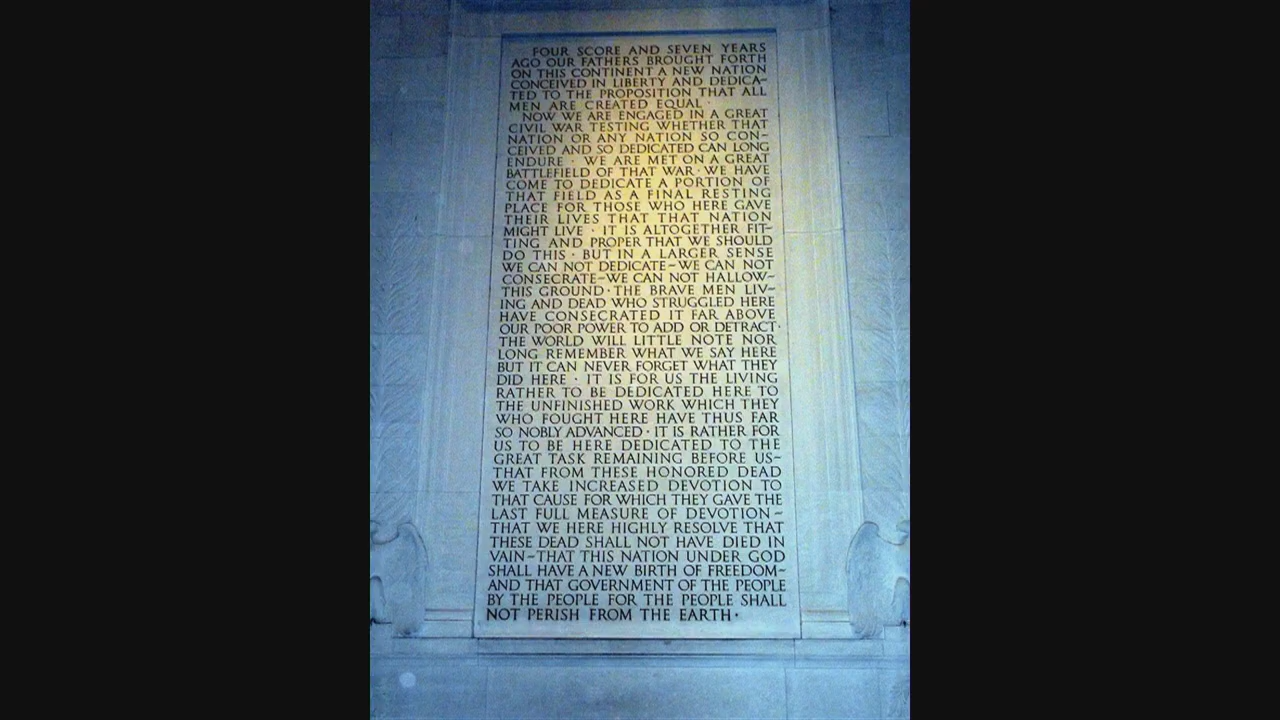 FOUR SCORE AND SEVEN YEARS
AGO OUR FATHERS BROUGHT FORTH
ON THIS CONTINENT A NEW NATION
CONCEIVED IN LIBERTY AND DEDICA~
TED TO THE PROPOSITION THAT ALL
MEN ARE CREATED EQUAL ·
NOW WE ARE ENGAGED IN A GREAT
CIVIL WAR TESTING WHETHER THAT
NATION OR ANY NATION SO CON~
CEIVED AND SO DEDICATED CAN LONG
ENDURE · WE ARE MET ON A GREAT
BATTLEFIELD OF THAT WAR · WE HAVE
COME TO DEDICATE A PORTION OF
THAT FIELD AS A FINAL RESTING
PLACE FOR THOSE WHO HERE GAVE
THEIR LIVES THAT THAT NATION
MIGHT LIVE · IT IS ALTOGETHER FIT~
TING AND PROPER THAT WE SHOULD
DO THIS · BUT IN A LARGER SENSE
WE CAN NOT DEDICATE~WE CAN NOT
CONSECRATE~WE CAN NOT HALLOW~
THIS GROUND · THE BRAVE MEN LIV~
ING AND DEAD WHO STRUGGLED HERE
HAVE CONSECRATED IT FAR ABOVE
OUR POOR POWER TO ADD OR DETRACT ·
THE WORLD WILL LITTLE NOTE NOR
LONG REMEMBER WHAT WE SAY HERE
BUT IT CAN NEVER FORGET WHAT THEY
DID HERE · IT IS FOR US THE LIVING
RATHER TO BE DEDICATED HERE TO
THE UNFINISHED WORK WHICH THEY
WHO FOUGHT HERE HAVE THUS FAR
SO NOBLY ADVANCED · IT IS RATHER FOR
US TO BE HERE DEDICATED TO THE
GREAT TASK REMAINING BEFORE US~
THAT FROM THESE HONORED DEAD
WE TAKE INCREASED DEVOTION TO
THAT CAUSE FOR WHICH THEY GAVE THE
LAST FULL MEASURE OF DEVOTION~
THAT WE HERE HIGHLY RESOLVE THAT
THESE DEAD SHALL NOT HAVE DIED IN
VAIN~THAT THIS NATION UNDER GOD
SHALL HAVE A NEW BIRTH OF FREEDOM~
AND THAT GOVERNMENT OF THE PEOPLE
BY THE PEOPLE FOR THE PEOPLE SHALL
NOT PERISH FROM THE EARTH ·